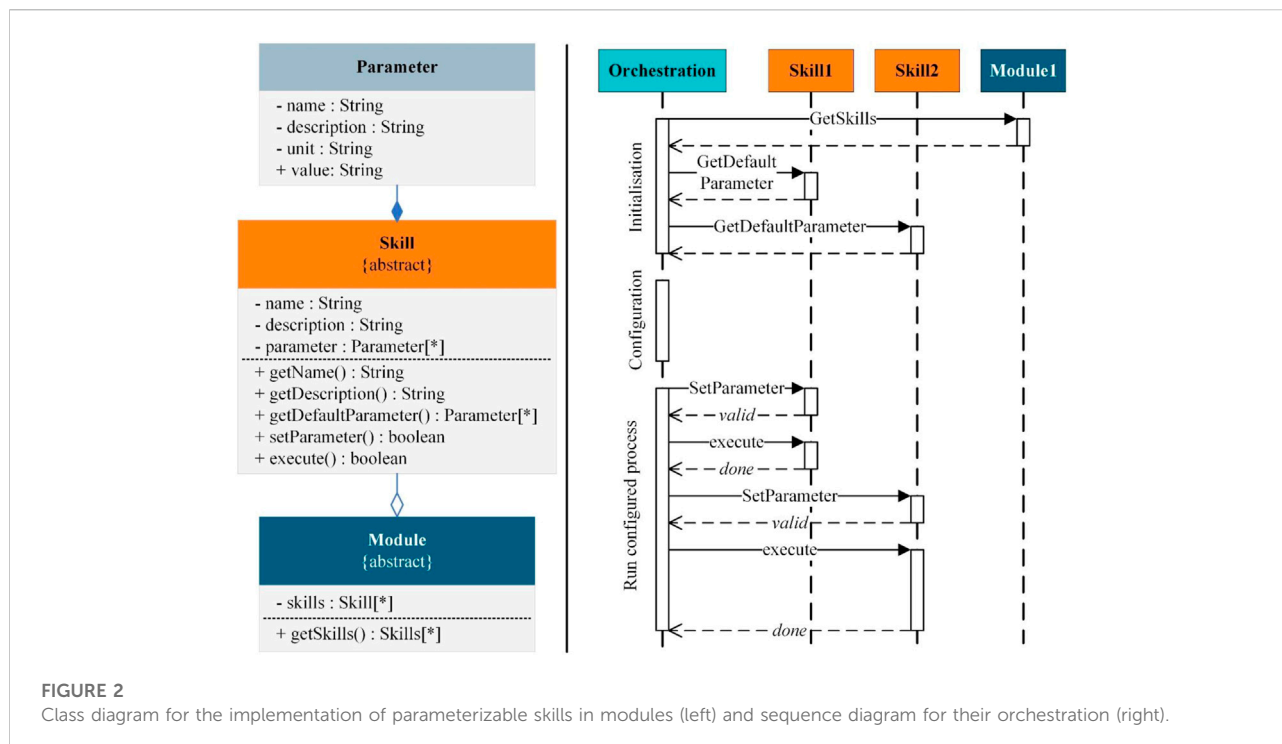 Parameter
- name : String
- description : String
- unit : String
+ value: String
Skill
{abstract}
- name : String
- description : String
- parameter : Parameter[*]
+ getName() : String
+ getDescription() : String
+ getDefaultParameter() : Parameter[*]
+ setParameter() : boolean
+ execute() : boolean
Module
{abstract}
- skills : Skill[*]
+ getSkills() : Skills[*]
Orchestration
Skill1
Skill2
Module1
Initialisation
GetSkills
GetDefault
Parameter
GetDefaultParameter
Configuration
Run configured process
SetParameter
valid
execute
done
SetParameter
valid
execute
done
FIGURE 2
Class diagram for the implementation of parameterizable skills in modules (left) and sequence diagram for their orchestration (right).